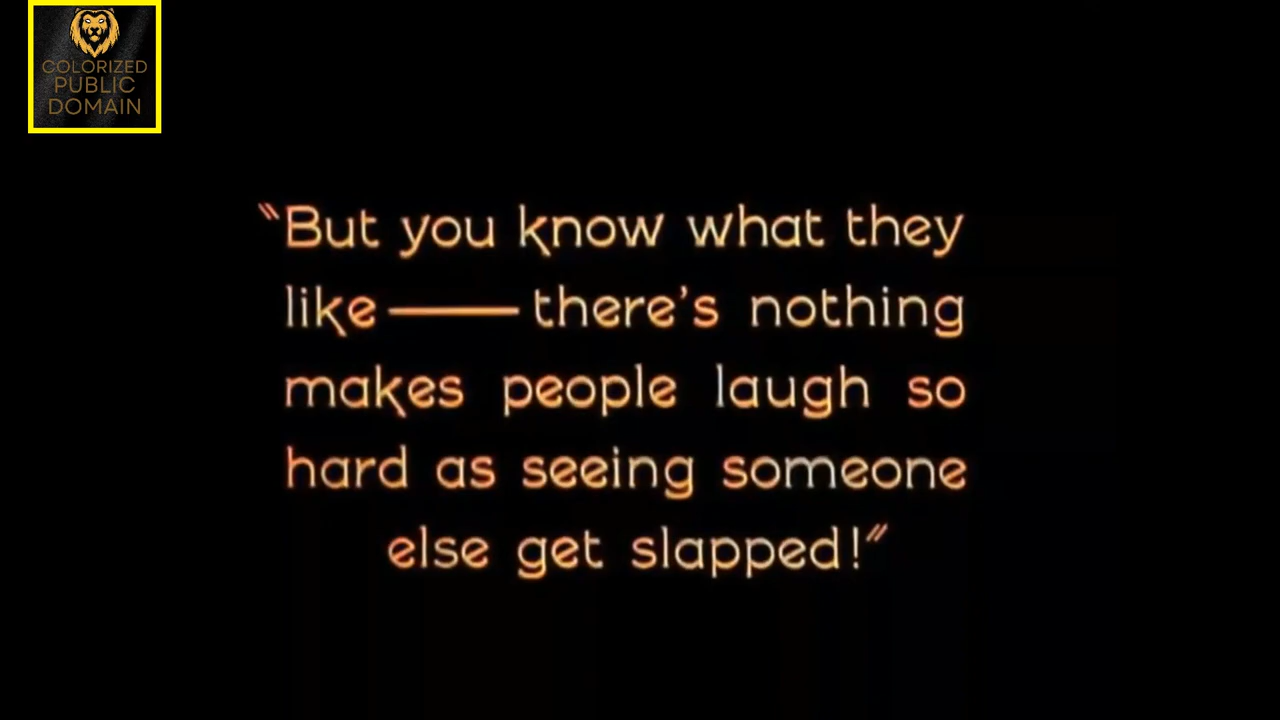 COLORIZED
PUBLIC
DOMAIN
"But you know what they
like — there's nothing
makes people laugh so
hard as seeing someone
else get slapped!"